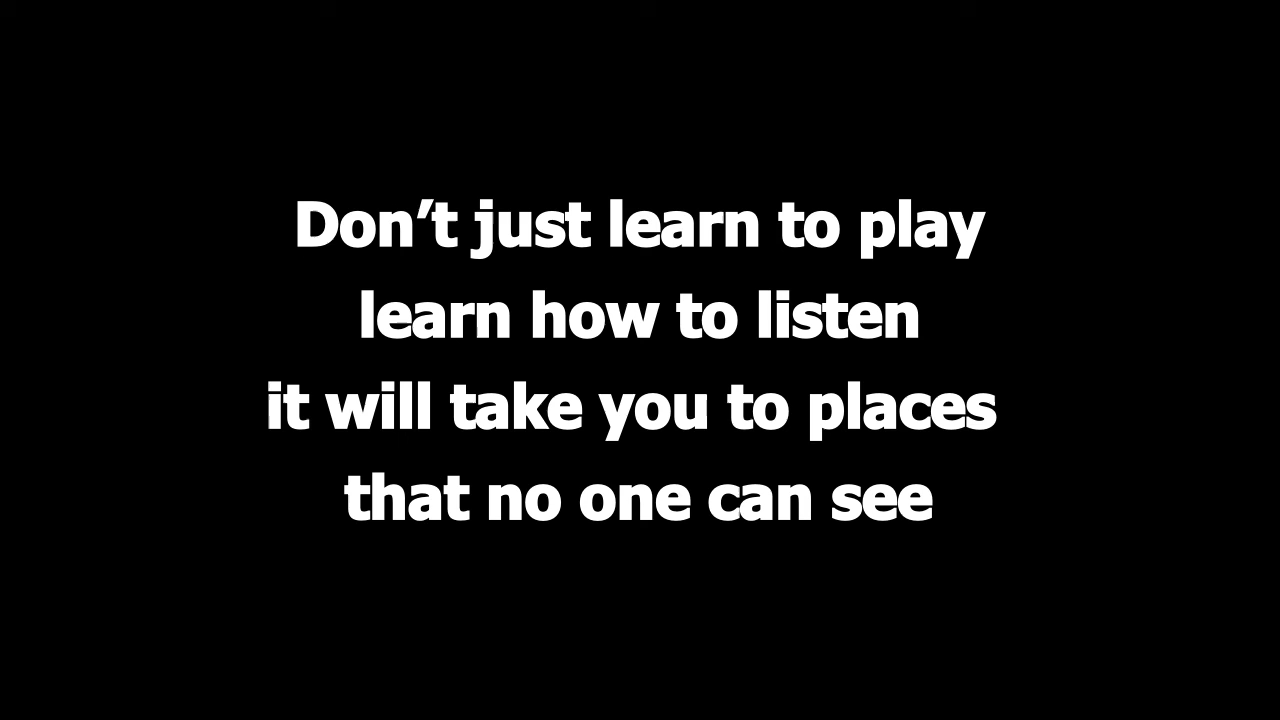 Don’t just learn to play
learn how to listen
it will take you to places
that no one can see